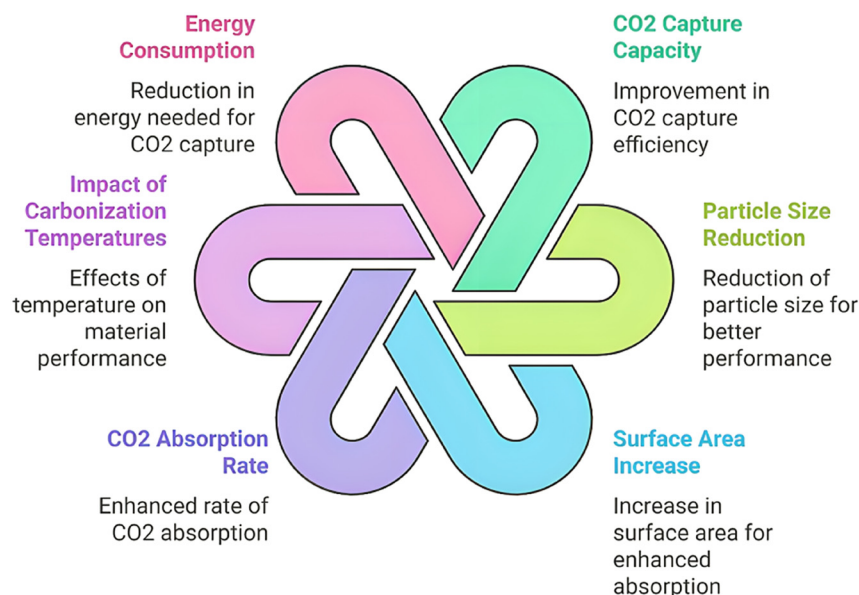 Energy
Consumption
Reduction in
energy needed for
CO2 capture
CO2 Capture
Capacity
Improvement in
CO2 capture
efficiency
Impact of
Carbonization
Temperatures
Effects of
temperature on
material
performance
Particle Size
Reduction
Reduction of
particle size for
better
performance
CO2 Absorption
Rate
Enhanced rate of
CO2 absorption
Surface Area
Increase
Increase in
surface area for
enhanced
absorption